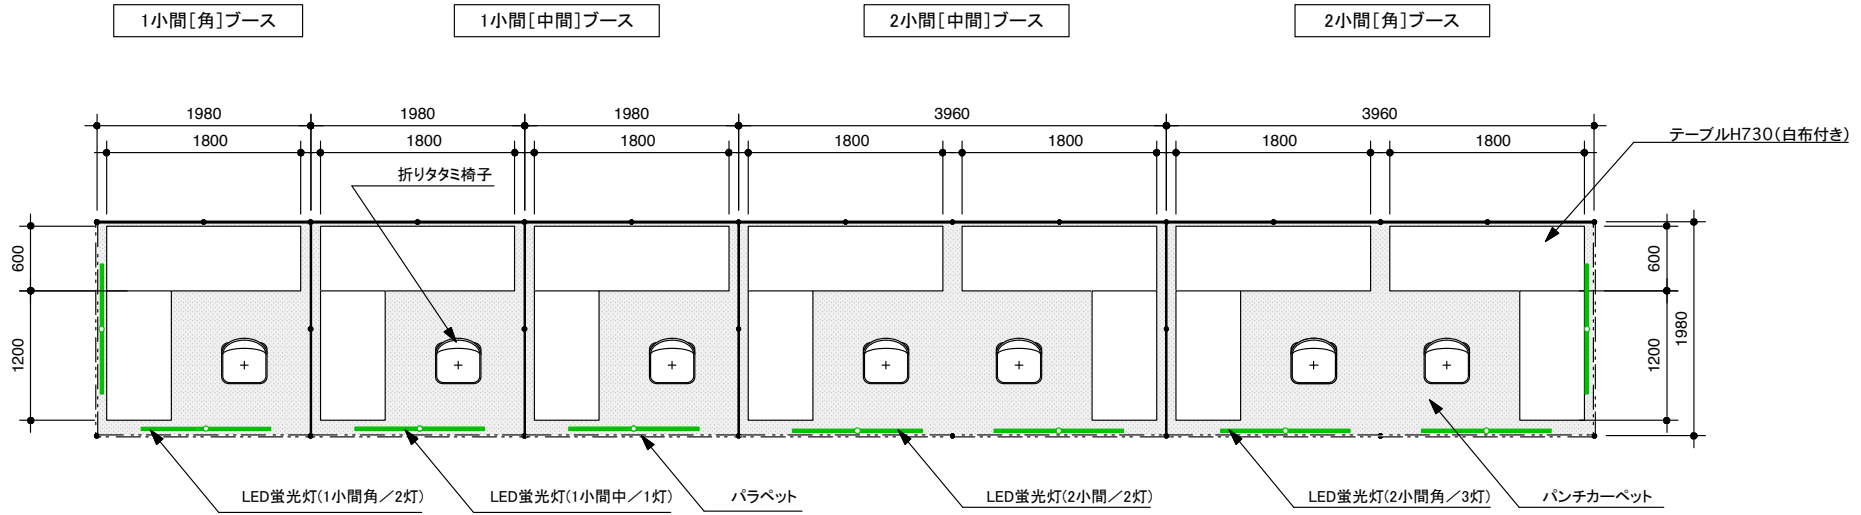 1小間[角]ブース
1小間[中間]ブース
2小間[中間]ブース
2小間[角]ブース
1980
1980
1980
3960
3960
1800
1800
1800
1800
1800
1800
1800
テーブルH730(白布付き)
折りタタミ椅子
600
1200
600
1200
1980
LED蛍光灯(1小間角／2灯)
LED蛍光灯(1小間中／1灯)
パラペット
LED蛍光灯(2小間／2灯)
LED蛍光灯(2小間角／3灯)
パンチカーペット